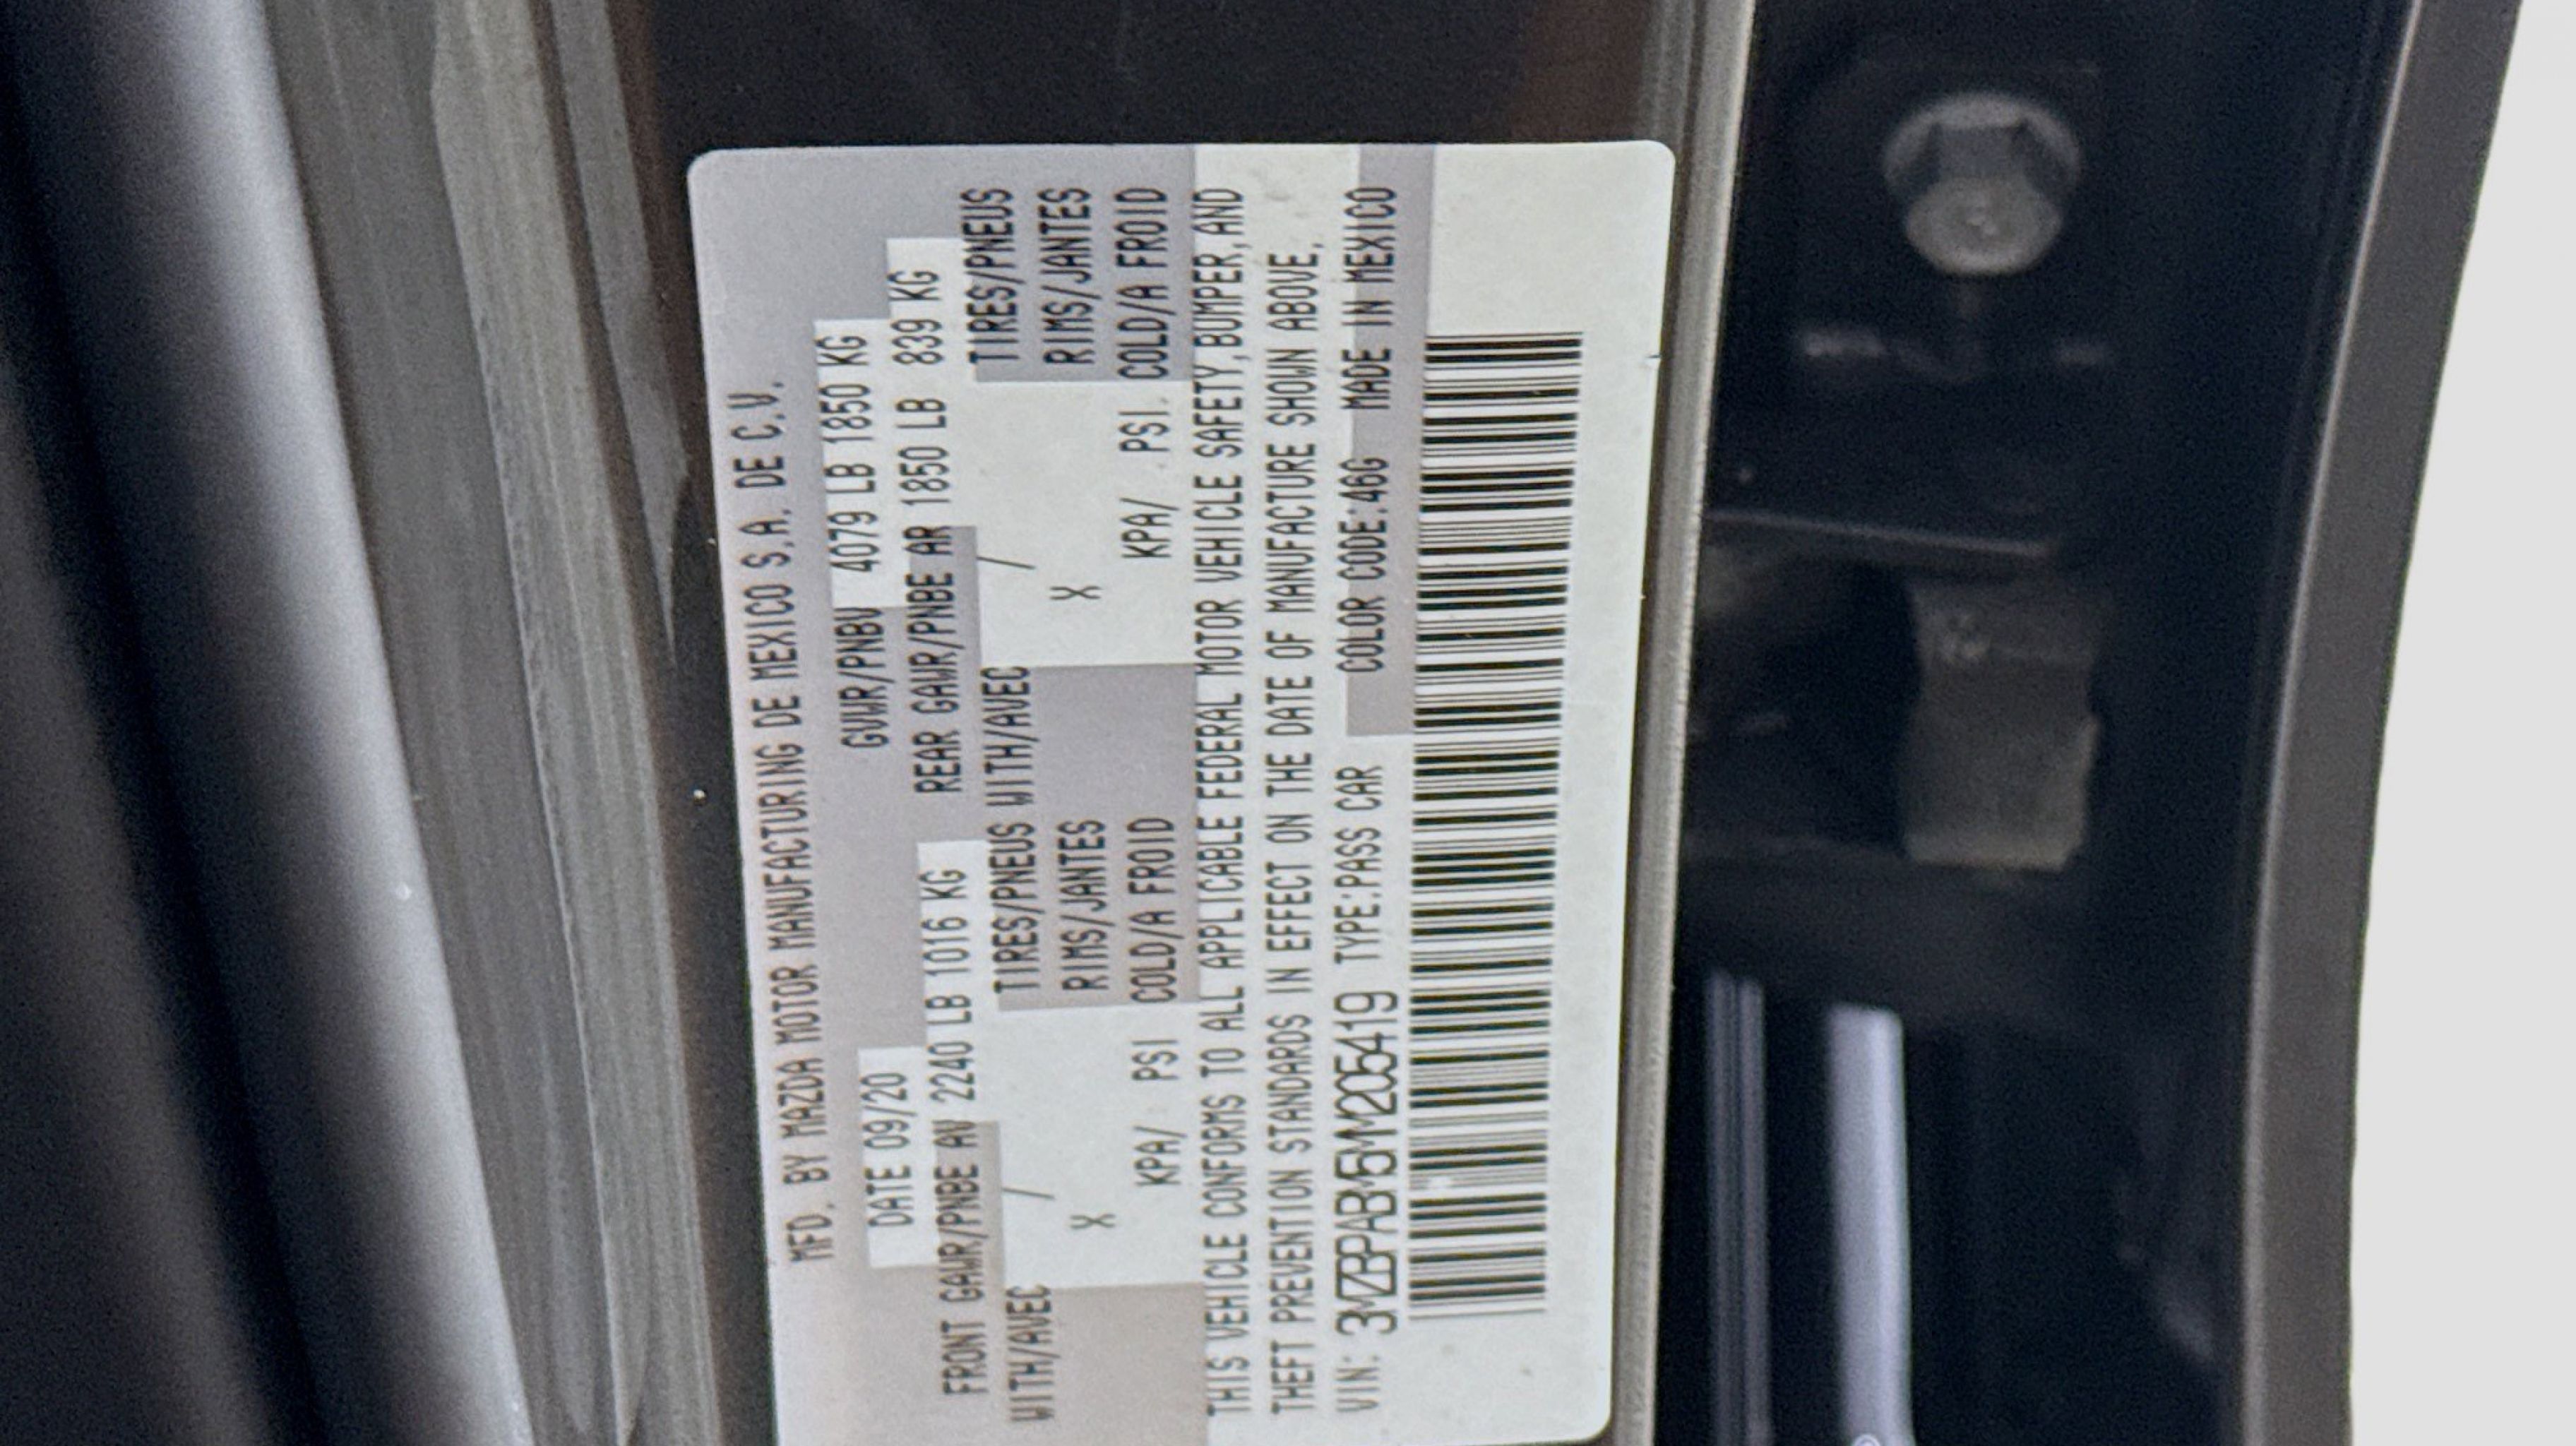 MFD. BY MAZDA MOTOR MANUFACTURING DE MEXICO S.A. DE C.V.
DATE 09/20 GVWR/PNBV 4079 LB 1850 KG
FRONT GAWR/PNBE AV 2240 LB 1016 KG REAR GAWR/PNBE AR 1850 LB 839 KG
WITH/AVEC / TIRES/PNEUS WITH/AVEC / TIRES/PNEUS
X RIMS/JANTES X RIMS/JANTES
KPA/ PSI COLD/A FROID KPA/ PSI. COLD/A FROID
THIS VEHICLE CONFORMS TO ALL APPLICABLE FEDERAL MOTOR VEHICLE SAFETY,BUMPER,AND
THEFT PREVENTION STANDARDS IN EFFECT ON THE DATE OF MANUFACTURE SHOWN ABOVE.
VIN: 3MZBPABM5MM205419 TYPE:PASS CAR COLOR CODE:46G MADE IN MEXICO